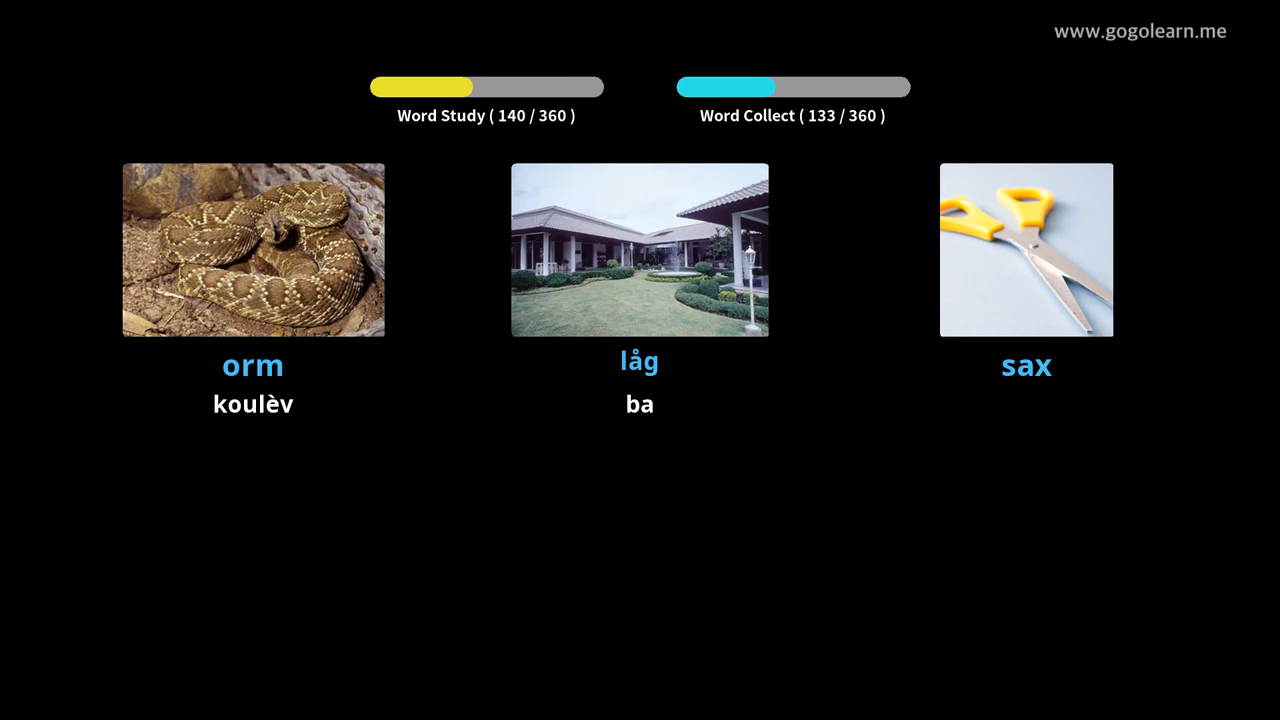 www.gogolearn.me
Word Study ( 140 / 360 )
Word Collect ( 133 / 360 )
orm
låg
sax
koulèv
ba